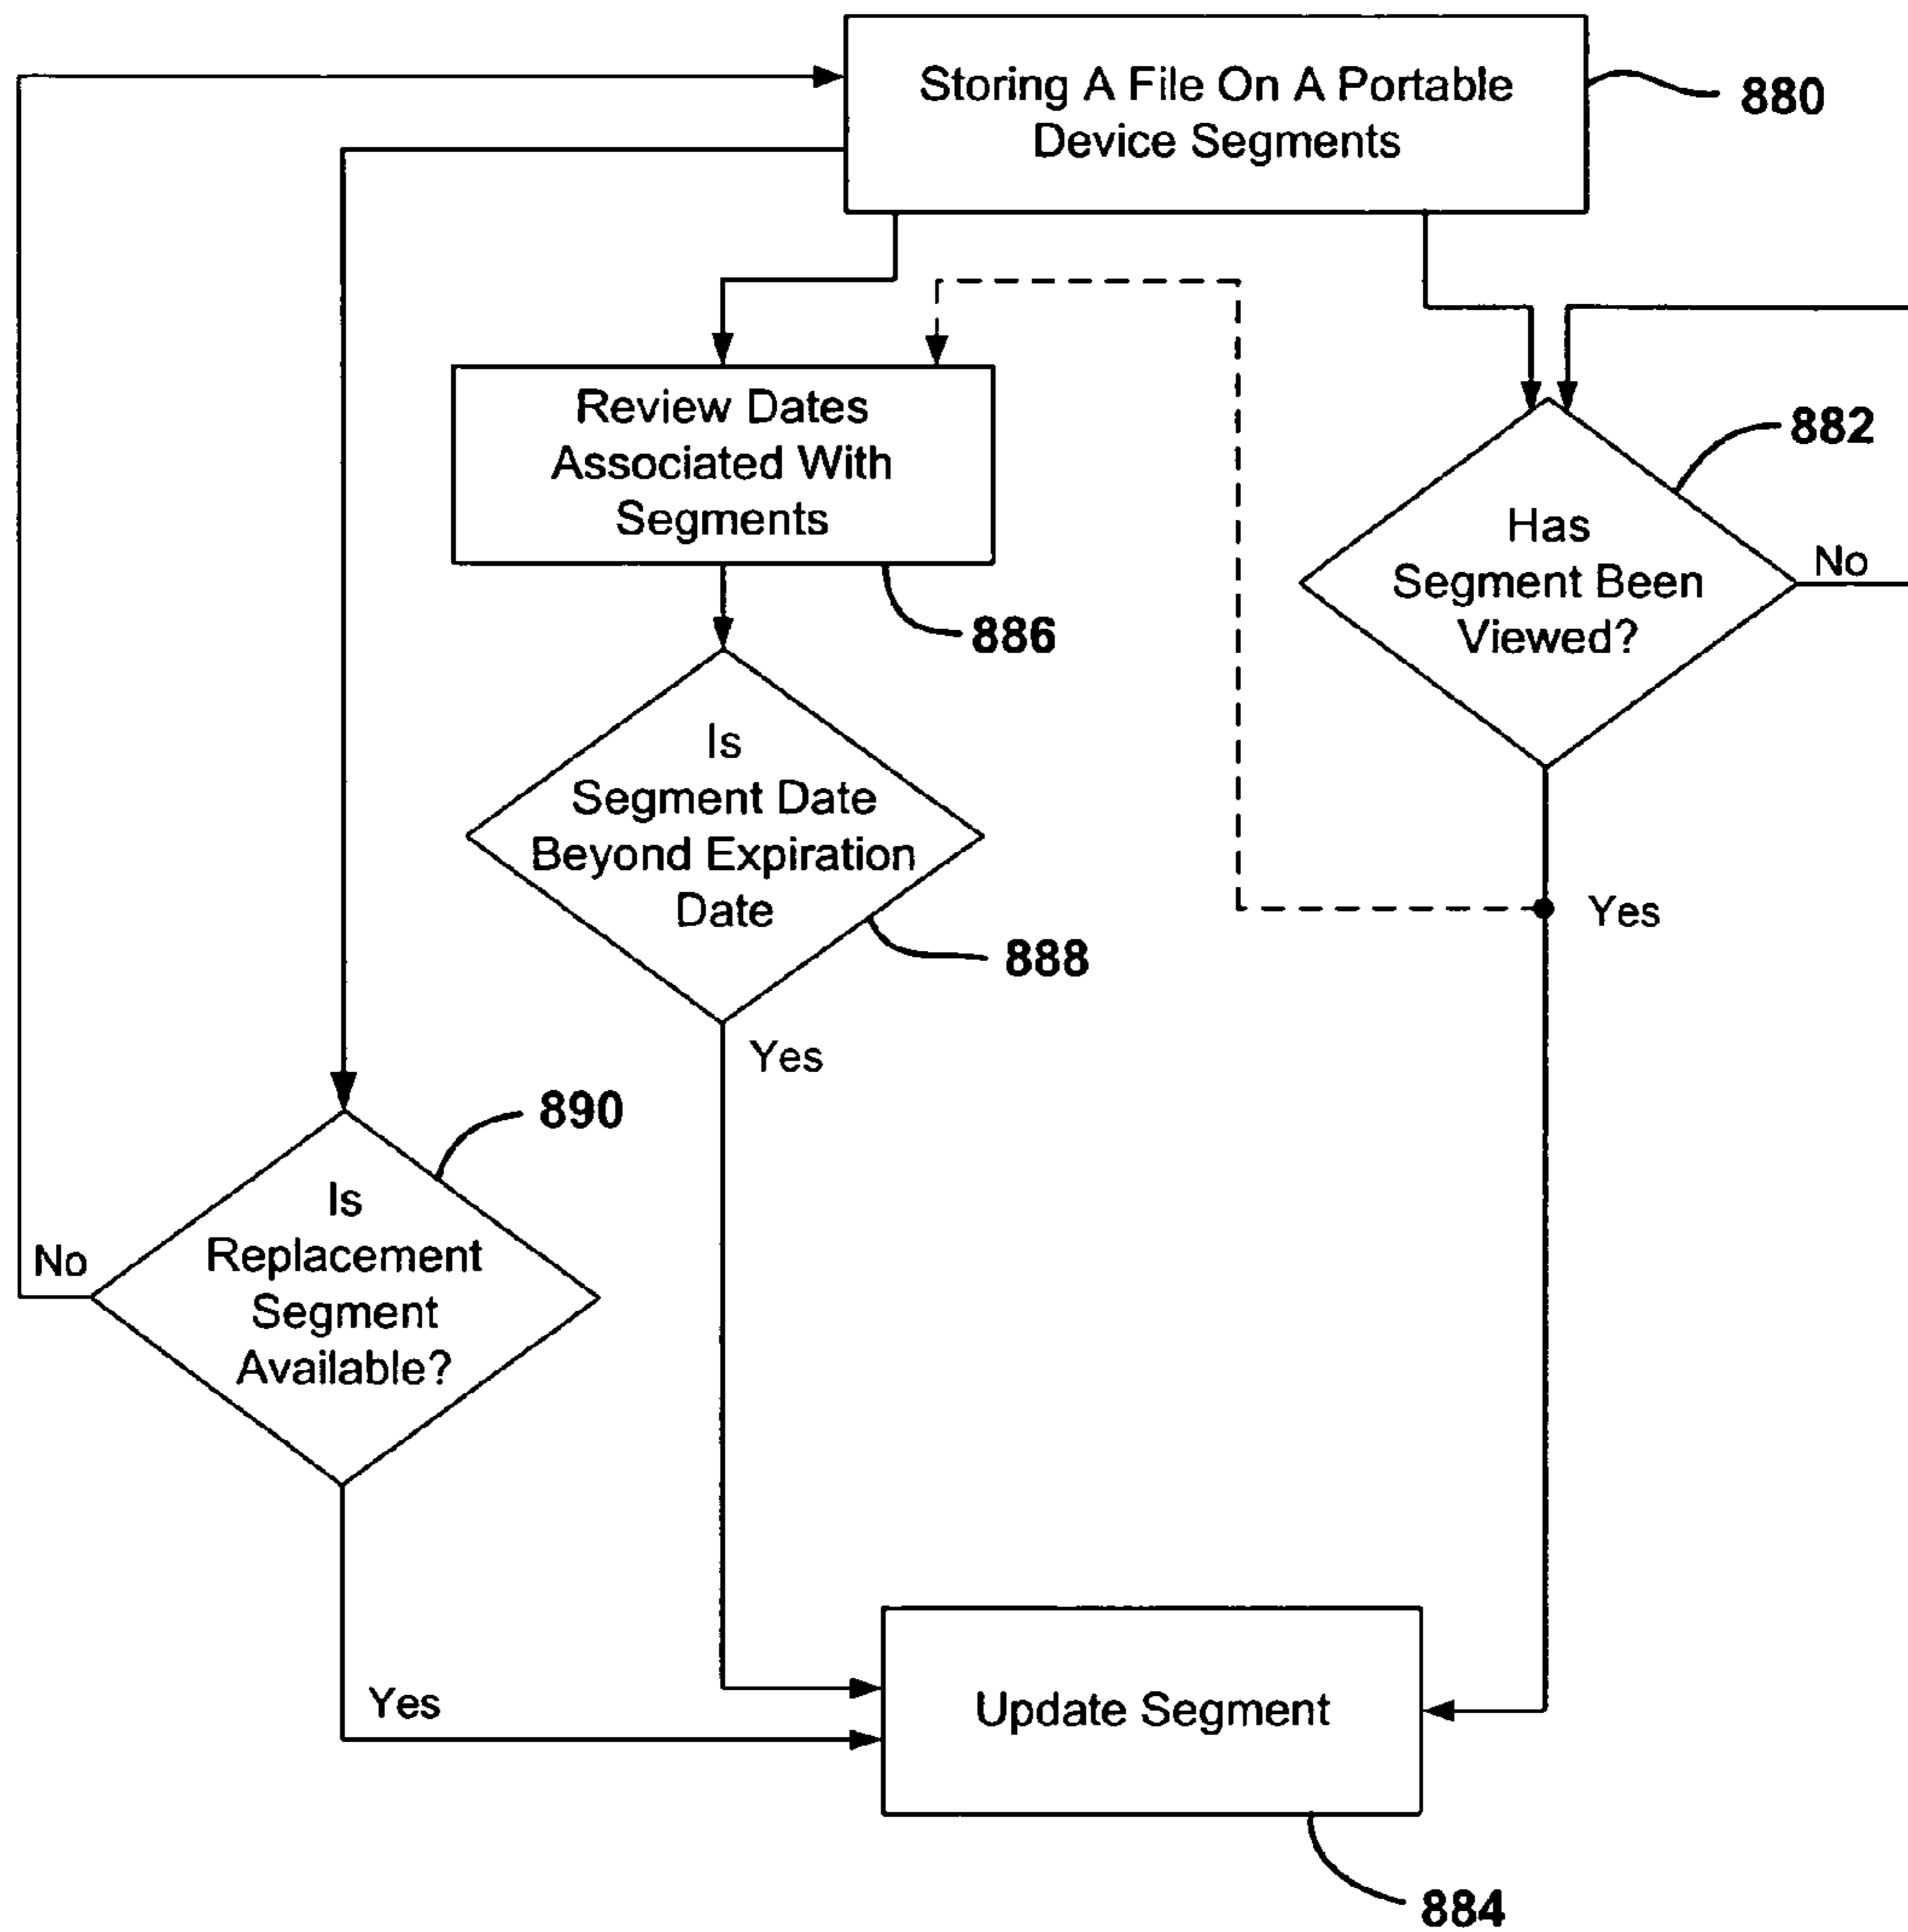 Storing A File On A Portable
Device Segments
880
Review Dates
Associated With
Segments
886
882
Has
Segment Been
Viewed?
No
Is
Segment Date
Beyond Expiration
Date
888
Yes
Yes
890
Is
Replacement
Segment
Available?
No
Yes
Update Segment
884